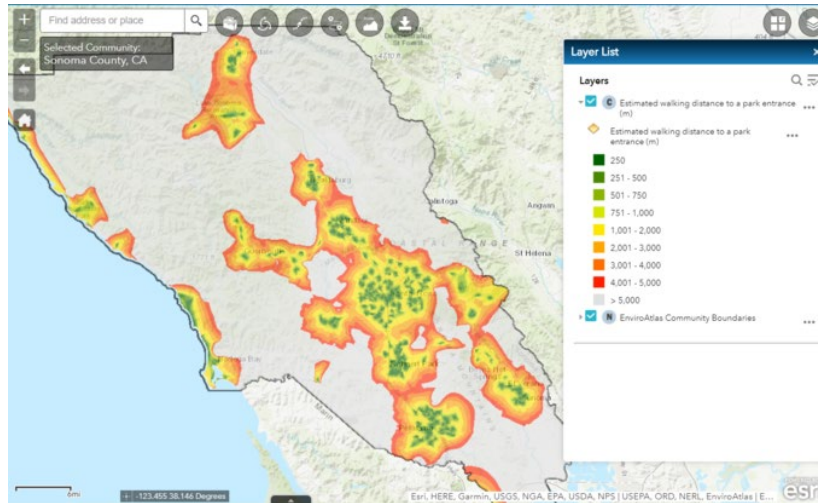 Find address or place
Selected Community:
Sonoma County, CA
Layer List
Layers
C Estimated walking distance to a park entrance
(m)
Estimated walking distance to a park
entrance (m)
250
251 - 500
501 - 750
751 - 1,000
1,001 - 2,000
2,001 - 3,000
3,001 - 4,000
4,001 - 5,000
> 5,000
N EnviroAtlas Community Boundaries
Angwin
St Helena
Marin
6mi
-123.455 38.146 Degrees
Esri, HERE, Garmin, USGS, NGA, EPA, USDA, NPS | USEPA, ORD, NERL, EnviroAtlas | E...
esri